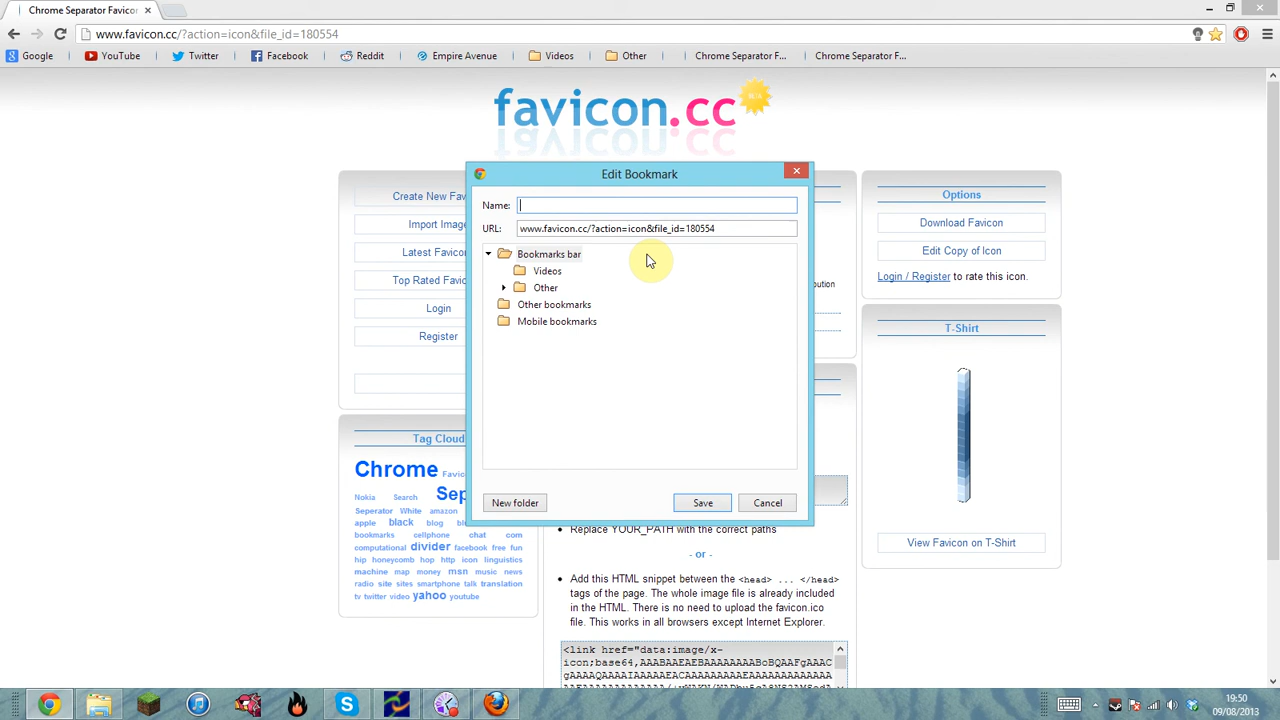 Chrome Separator Favicon
www.favicon.cc/?action=icon&file_id=180554
Google YouTube Twitter Facebook Reddit Empire Avenue Videos Other Chrome Separator F... Chrome Separator F...
favicon.cc
Edit Bookmark
Name:
URL: www.favicon.cc/?action=icon&file_id=180554
Bookmarks bar
Videos
Other
Other bookmarks
Mobile bookmarks
New folder Save Cancel
Create New Fav
Import Image
Latest Favicon
Top Rated Favic
Login
Register
Tag Cloud
Chrome Favic
Nokia Search Sep
Seperator White amazon
apple black blog
bookmarks cellphone chat com
computational divider facebook free fun
hip honeycomb hop http icon linguistics
machine map money msn music news
radio site sites smartphone talk translation
tv twitter video yahoo youtube
bution
Replace YOUR_PATH with the correct paths
- or -
Add this HTML snippet between the <head> ... </head>
tags of the page. The whole image file is already included
in the HTML. There is no need to upload the favicon.ico
file. This works in all browsers except Internet Explorer.
<link href="data:image/x-
Options
Download Favicon
Edit Copy of Icon
Login / Register to rate this icon.
T-Shirt
View Favicon on T-Shirt
19:50
09/08/2013